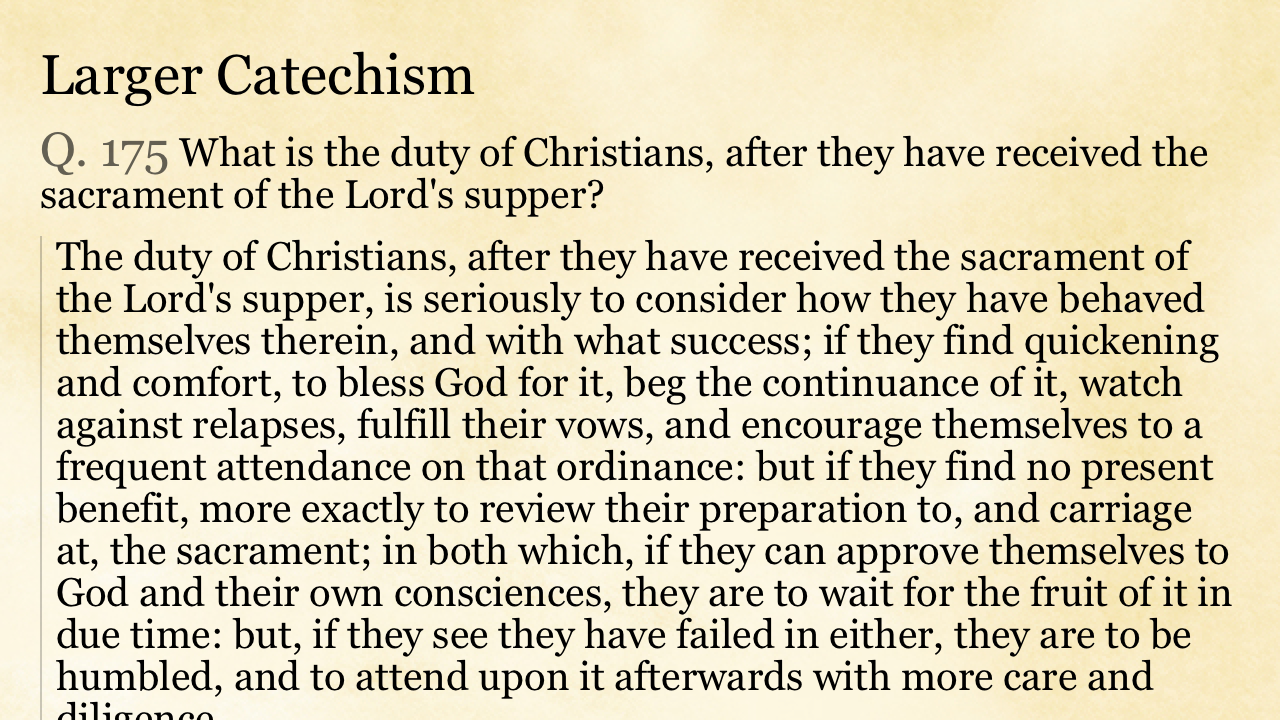 Larger Catechism
Q. 175 What is the duty of Christians, after they have received the
sacrament of the Lord's supper?
The duty of Christians, after they have received the sacrament of
the Lord's supper, is seriously to consider how they have behaved
themselves therein, and with what success; if they find quickening
and comfort, to bless God for it, beg the continuance of it, watch
against relapses, fulfill their vows, and encourage themselves to a
frequent attendance on that ordinance: but if they find no present
benefit, more exactly to review their preparation to, and carriage
at, the sacrament; in both which, if they can approve themselves to
God and their own consciences, they are to wait for the fruit of it in
due time: but, if they see they have failed in either, they are to be
humbled, and to attend upon it afterwards with more care and
diligence.